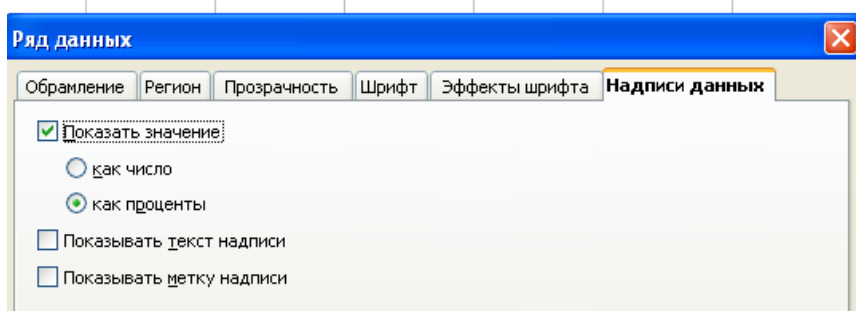 Ряд данных
Обрамление Регион Прозрачность Шрифт Эффекты шрифта Надписи данных
Показать значение
как число
как проценты
Показывать текст надписи
Показывать метку надписи